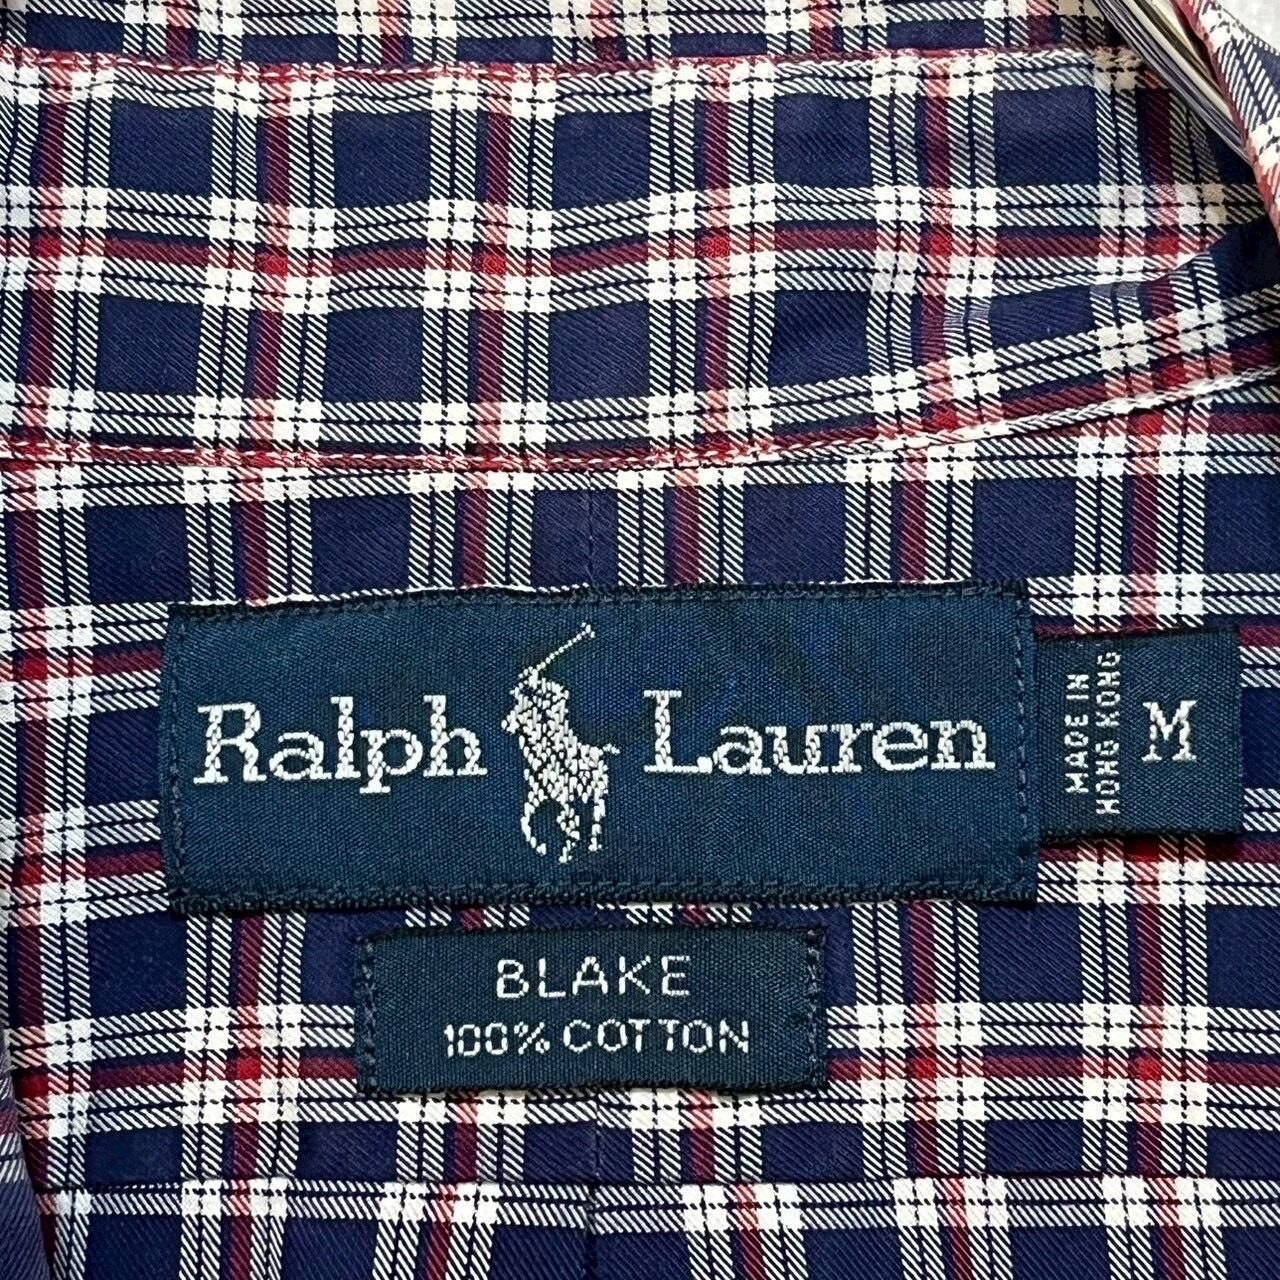 Ralph Lauren
MADE IN
HONG KONG
M
BLAKE
100% COTTON